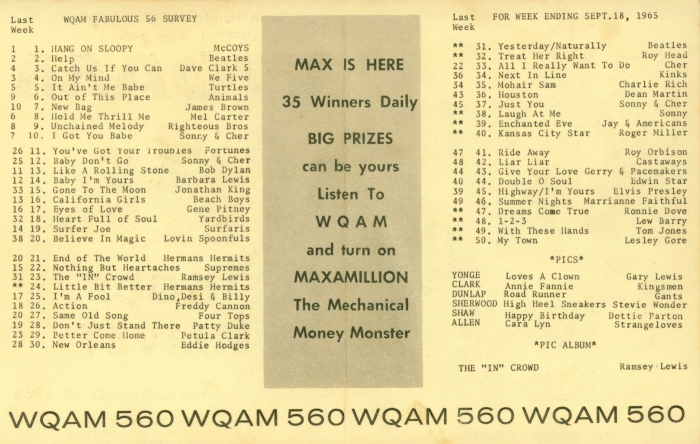 Last WQAM FABULOUS 56 SURVEY
Week
1 1. HANG ON SLOOPY McCOYS
2 2. Help Beatles
4 3. Catch Us If You Can Dave Clark 5
3 4. On My Mind We Five
5 5. It Ain't Me Babe Turtles
9 6. Out of This Place Animals
10 7. New Bag James Brown
6 8. Hold Me Thrill Me Mel Carter
8 9. Unchained Melody Righteous Bros
7 10. I Got You Babe Sonny & Cher
26 11. You've Got Your Troubles Fortunes
25 12. Baby Don't Go Sonny & Cher
11 13. Like A Rolling Stone Bob Dylan
12 14. Baby I'm Yours Barbara Lewis
33 15. Gone To The Moon Jonathan King
13 16. California Girls Beach Boys
16 17. Eyes of Love Gene Pitney
32 18. Heart Full of Soul Yardbirds
14 19. Surfer Joe Surfaris
38 20. Believe In Magic Lovin Spoonfuls
20 21. End of The World Hermans Hermits
15 22. Nothing But Heartaches Supremes
31 23. The "IN" Crowd Ramsey Lewis
** 24. Little Bit Better Hermans Hermits
17 25. I'm A Fool Dino,Desi & Billy
18 26. Action Freddy Cannon
20 27. Same Old Song Four Tops
19 28. Don't Just Stand There Patty Duke
23 29. Better Come Home Petula Clark
28 30. New Orleans Eddie Hodges
MAX IS HERE
35 Winners Daily
BIG PRIZES
can be yours
Listen To
W Q A M
and turn on
MAXAMILLION
The Mechanical
Money Monster
Last FOR WEEK ENDING SEPT.18, 1965
Week
** 31. Yesterday/Naturally Beatles
** 32. Treat Her Right Roy Head
22 33. All I Really Want To Do Cher
36 34. Next In Line Kinks
34 35. Mohair Sam Charlie Rich
43 36. Houston Dean Martin
45 37. Just You Sonny & Cher
** 38. Laugh At Me Sonny
** 39. Enchanted Eve Jay & Americans
** 40. Kansas City Star Roger Miller
47 41. Ride Away Roy Orbison
48 42. Liar Liar Castaways
44 43. Give Your Love Gerry & Pacemakers
40 44. Double O Soul Edwin Star
39 45. Highway/I'm Yours Elvis Presley
49 46. Summer Nights Marrianne Faithful
** 47. Dreams Come True Ronnie Dove
** 48. 1-2-3 Lew Barry
** 49. With These Hands Tom Jones
** 50. My Town Lesley Gore
*PICS*
YONGE Loves A Clown Gary Lewis
CLARK Annie Fannie Kingsmen
DUNLAP Road Runner Gants
SHERWOOD High Heel Sneakers Stevie Wonder
SHAW Happy Birthday Dottie Parton
ALLEN Cara Lyn Strangeloves
*PIC ALBUM*
THE "IN" CROWD Ramsey Lewis
WQAM 560 WQAM 560 WQAM 560 WQAM 560